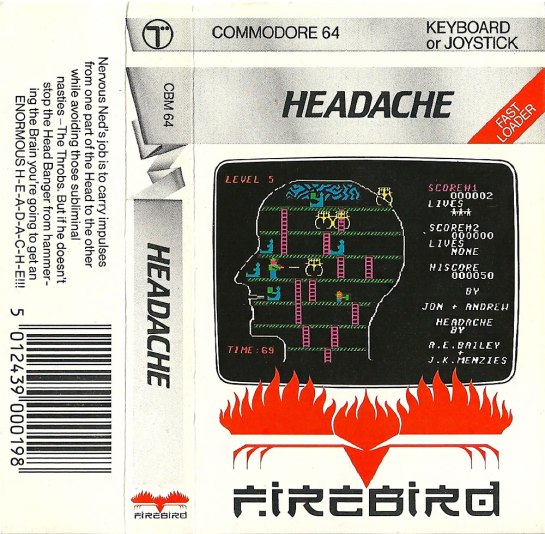 Nervous Ned's job is to carry impulses
from one part of the Head to the other
while avoiding those subliminal
nasties – The Throbs. But if he doesn't
stop the Head Banger from hammer-
ing the Brain you're going to get an
ENORMOUS H-E-A-D-A-C-H-E!!!
5 012439 000198
T
CBM 64
HEADACHE
FIREBIRD
COMMODORE 64
KEYBOARD
or JOYSTICK
HEADACHE
FAST
LOADER
LEVEL 5
TIME:69
SCORE#1
000002
LIVES
***
SCORE#2
000000
LIVES
NONE
HISCORE
000050
BY
JON + ANDREW
HEADACHE
BY
A.E.BAILEY
+
J.K.MENZIES
FIREBIRD